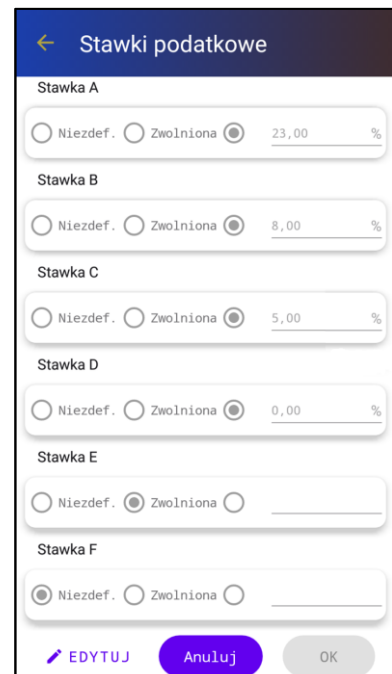 Stawki podatkowe
Stawka A
Niezdef. Zwolniona 23,00 %
Stawka B
Niezdef. Zwolniona 8,00 %
Stawka C
Niezdef. Zwolniona 5,00 %
Stawka D
Niezdef. Zwolniona 0,00 %
Stawka E
Niezdef. Zwolniona
Stawka F
Niezdef. Zwolniona
EDYTUJ Anuluj OK